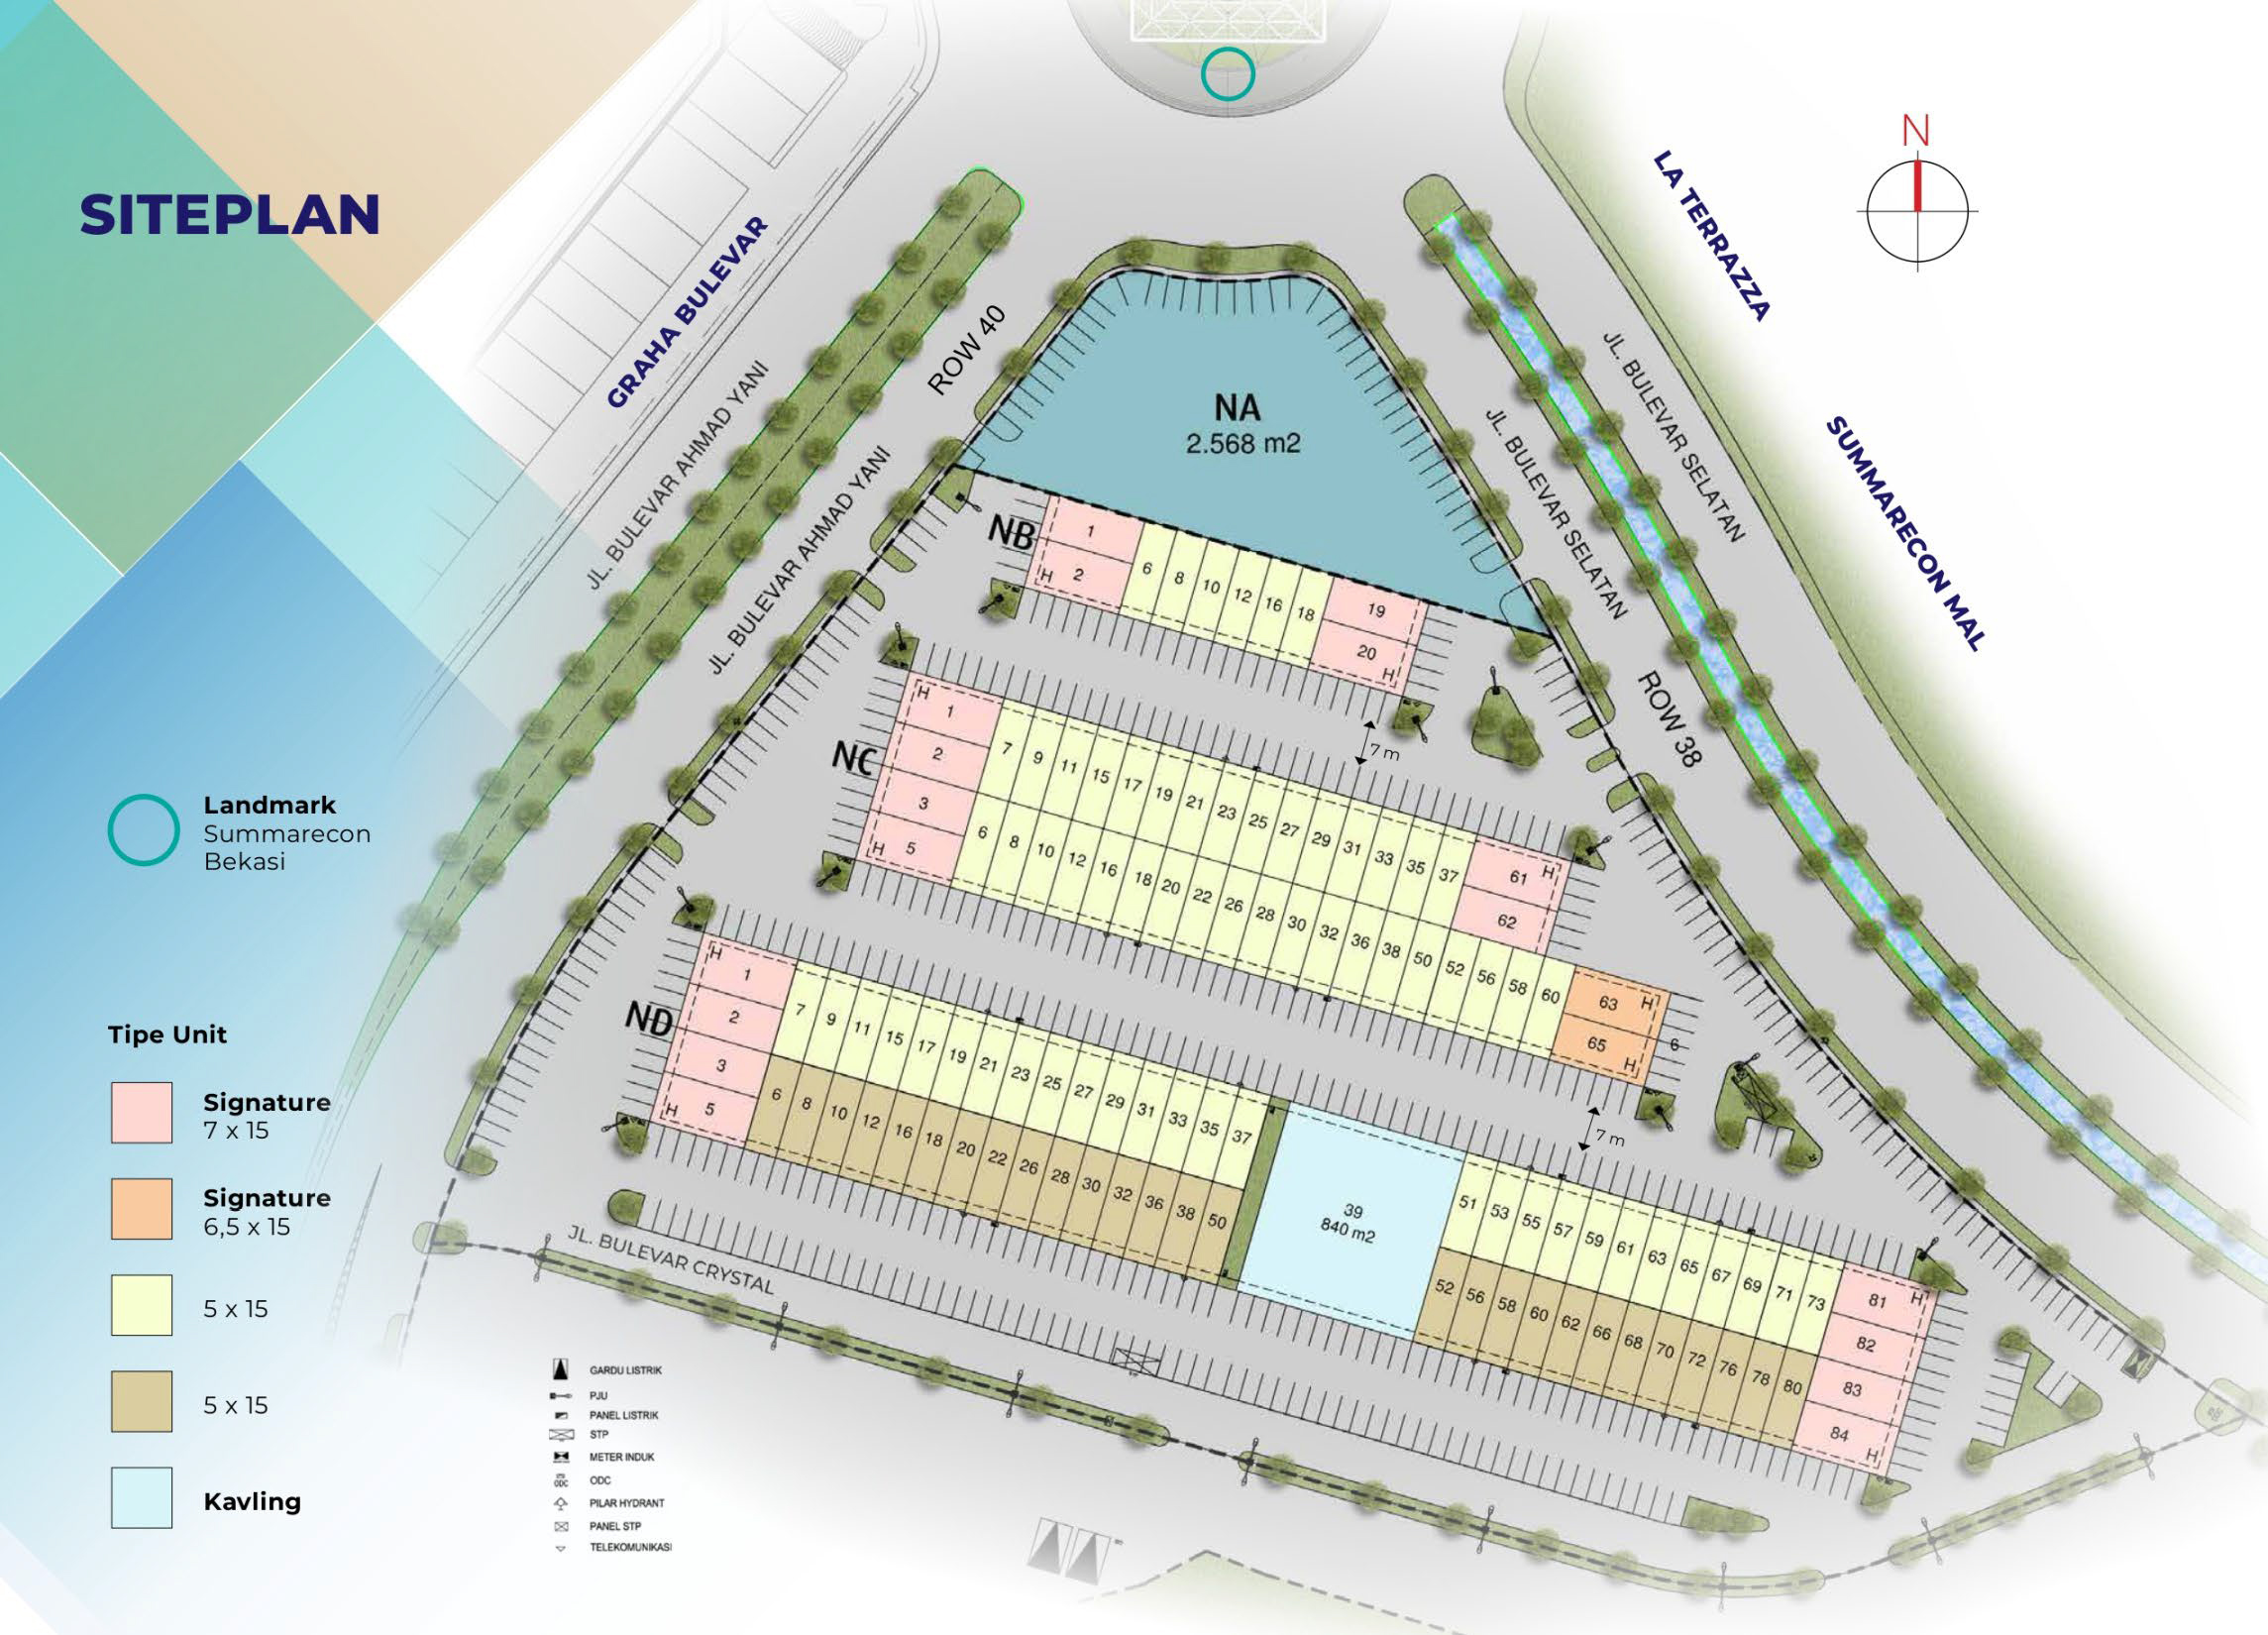 SITEPLAN
N
LA TERRAZZA
GRAHA BULEVAR
ROW 40
JL. BULEVAR AHMAD YANI
JL. BULEVAR AHMAD YANI
JL. BULEVAR SELATAN
JL. BULEVAR SELATAN
SUMMARECON MAL
ROW 38
NA
2.568 m2
NB
1
2
H
6 8 10 12 16 18
19
20
H
7 m
NC
H
1
2
3
H 5
7 9 11 15 17 19 21 23 25 27 29 31 33 35 37
6 8 10 12 16 18 20 22 26 28 30 32 36 38 50 52 56 58 60
61 H
62
63 H
65
H
6
7 m
ND
H
1
2
3
H 5
7 9 11 15 17 19 21 23 25 27 29 31 33 35 37
6 8 10 12 16 18 20 22 26 28 30 32 36 38 50
39
840 m2
51 53 55 57 59 61 63 65 67 69 71 73
52 56 58 60 62 66 68 70 72 76 78 80
81 H
82
83
84
H
JL. BULEVAR CRYSTAL
Landmark
Summarecon
Bekasi
Tipe Unit
Signature
7 x 15
Signature
6,5 x 15
5 x 15
5 x 15
Kavling
GARDU LISTRIK
PJU
PANEL LISTRIK
STP
METER INDUK
ODC
ODC
PILAR HYDRANT
PANEL STP
TELEKOMUNIKASI